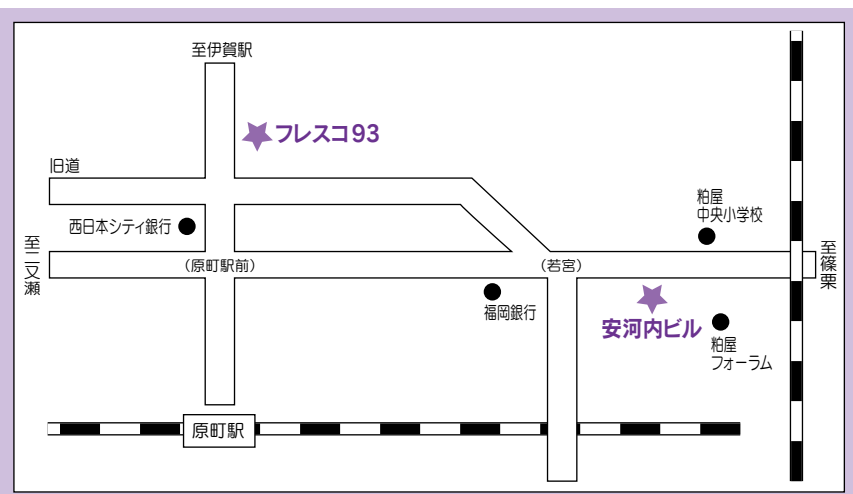 至伊賀駅
フレスコ93
旧道
西日本シティ銀行
粕屋
中央小学校
至二又瀬
(原町駅前)
(若宮)
至篠栗
福岡銀行
安河内ビル
粕屋
フォーラム
原町駅